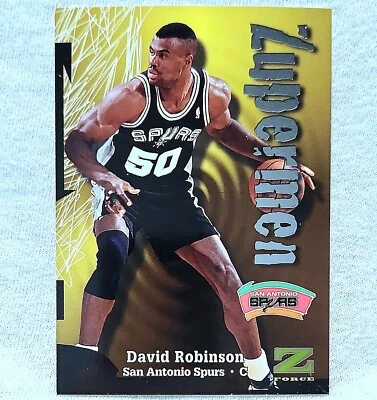 Zupermen
SPURS
50
SAN ANTONIO
SPURS
David Robinson
San Antonio Spurs • C
Z
FORCE